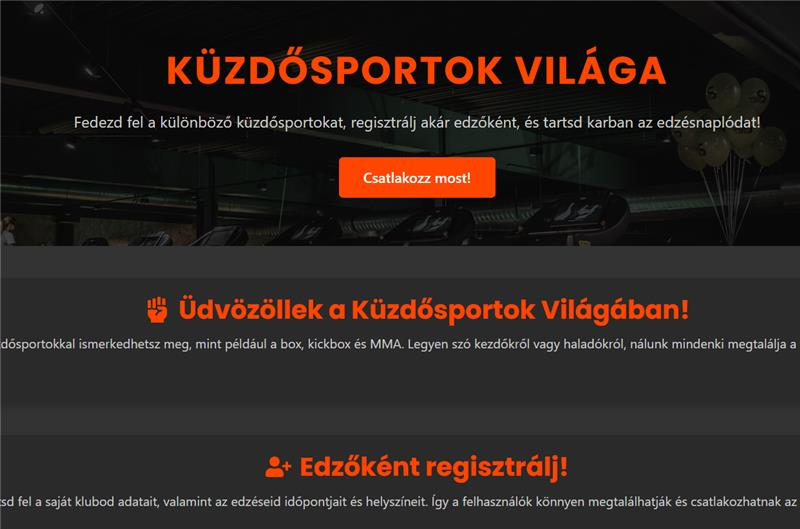 KÜZDŐSPORTOK VILÁGA
Fedezd fel a különböző küzdősportokat, regisztrálj akár edzőként, és tartsd karban az edzésnaplódat!
Csatlakozz most!
Üdvözöllek a Küzdősportok Világában!
dősportokkal ismerkedhetsz meg, mint például a box, kickbox és MMA. Legyen szó kezdőkről vagy haladókról, nálunk mindenki megtalálja a
Edzőként regisztrálj!
tsd fel a saját klubod adatait, valamint az edzéseid időpontjait és helyszíneit. Így a felhasználók könnyen megtalálhatják és csatlakozhatnak az